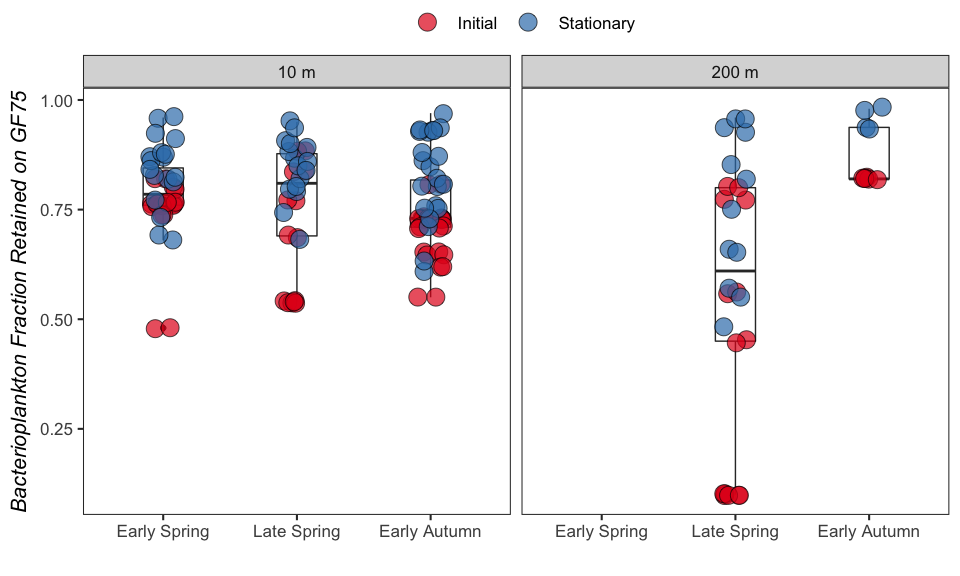 Initial Stationary
10 m
200 m
Bacterioplankton Fraction Retained on GF75
1.00
0.75
0.50
0.25
Early Spring Late Spring Early Autumn
Early Spring Late Spring Early Autumn